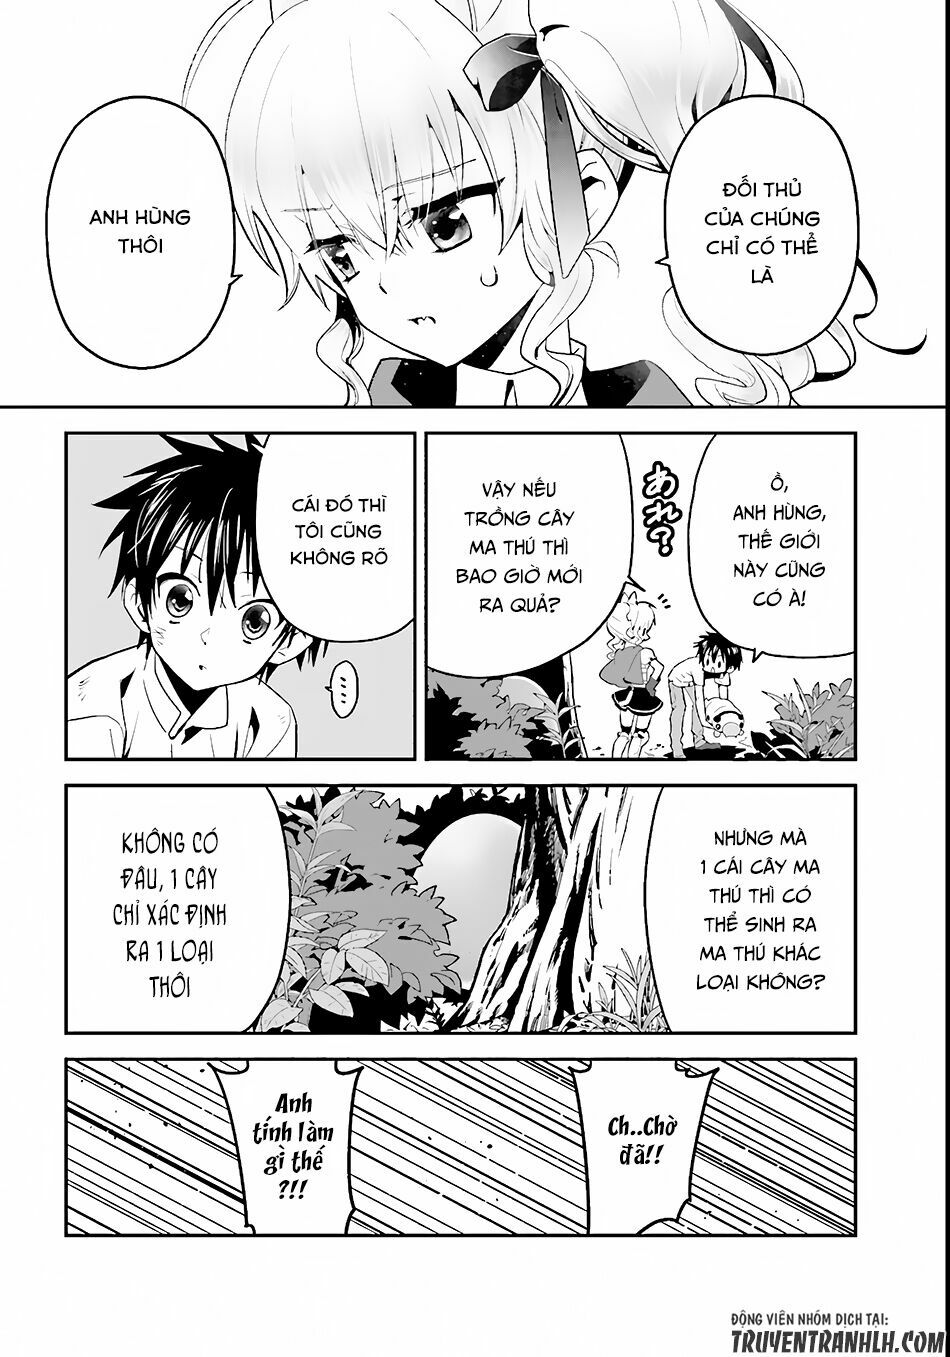 ĐỐI THỦ
CỦA CHÚNG
CHỈ CÓ THỂ
LÀ
ANH HÙNG
THÔI
Ồ,
ANH HÙNG,
THẾ GIỚI
NÀY CŨNG
CÓ À!
あれ?
VẬY NẾU
TRỒNG CÂY
MA THÚ THÌ
BAO GIỜ MỚI
RA QUẢ?
CÁI ĐÓ THÌ
TÔI CŨNG
KHÔNG RÕ
NHƯNG MÀ
1 CÁI CÂY MA
THÚ THÌ CÓ
THỂ SINH RA
MA THÚ KHÁC
LOẠI KHÔNG?
KHÔNG CÓ
ĐÂU, 1 CÂY
CHỈ XÁC ĐỊNH
RA 1 LOẠI
THÔI
Ch..Chờ
đã!!
Anh
tính làm
gì thế
?!!!
ĐỘNG VIÊN NHÓM DỊCH TẠI:
TRUYENTRANHLH.COM